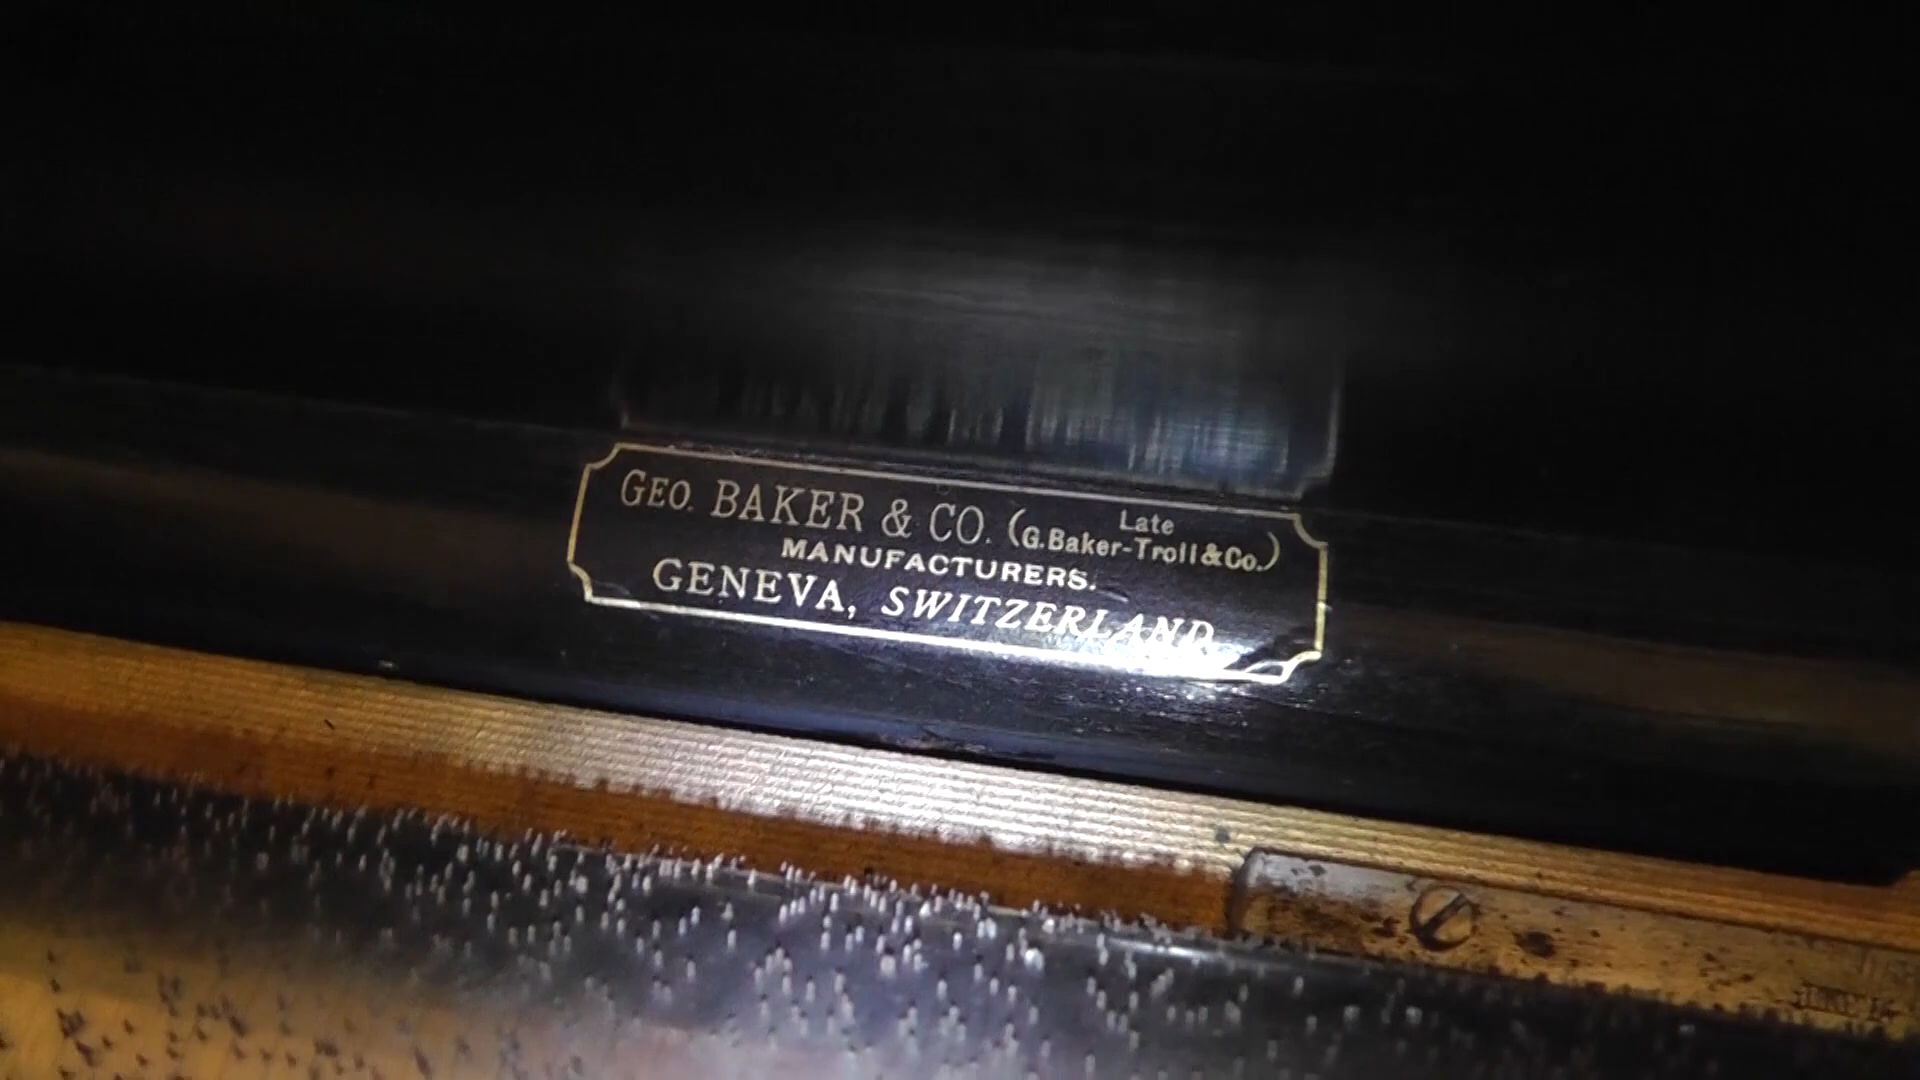 GEO. BAKER & CO. (Late G.Baker-Troll & Co.)
MANUFACTURERS.
GENEVA, SWITZERLAND